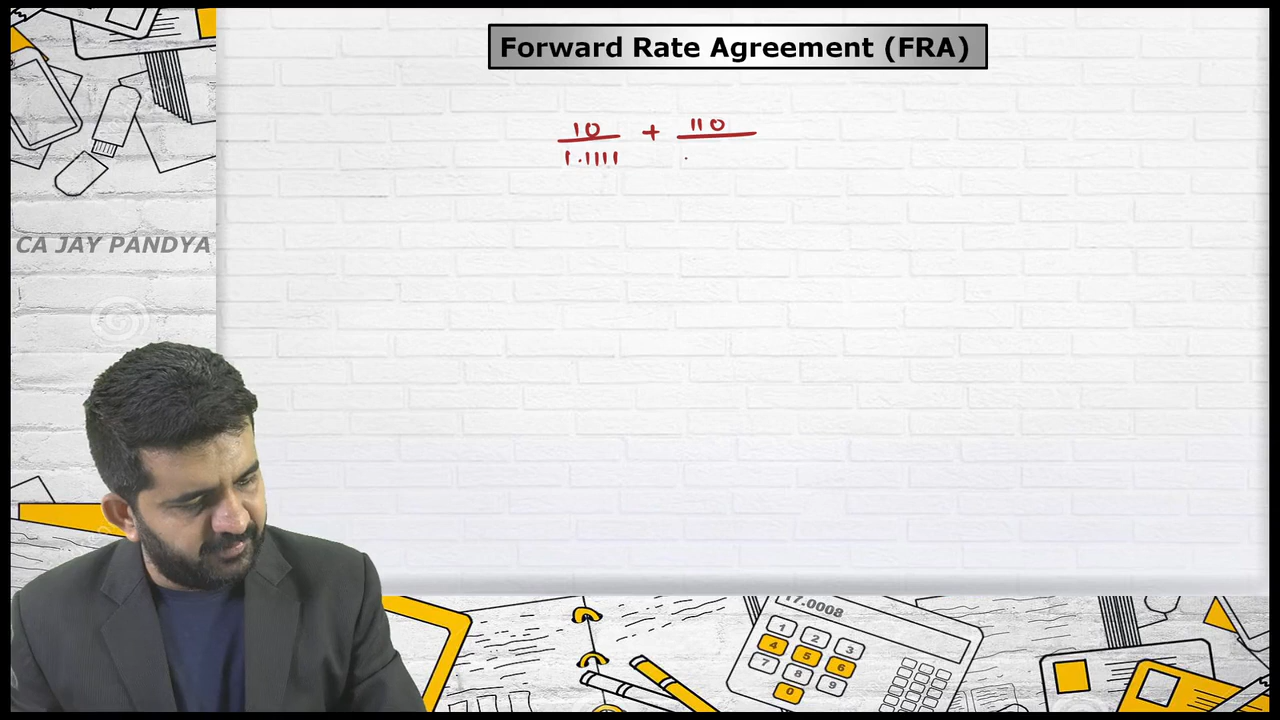 Forward Rate Agreement (FRA)
10 + 110
1.1111 .
CA JAY PANDYA
17.0008
1 2 3
4 5 6
7 8 9
0